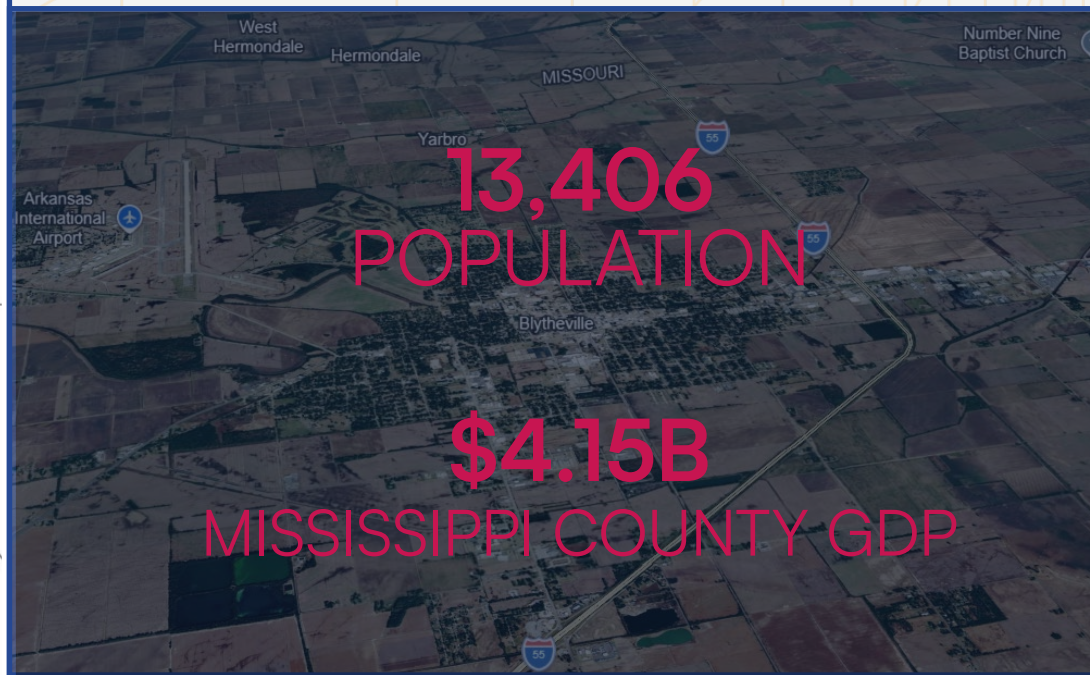 West
Hermondale
Hermondale
Number Nine
Baptist Church
MISSOURI
Yarbro
55
13,406
Arkansas
International
Airport
POPULATION
55
Blytheville
$4.15B
MISSISSIPPI COUNTY GDP
55